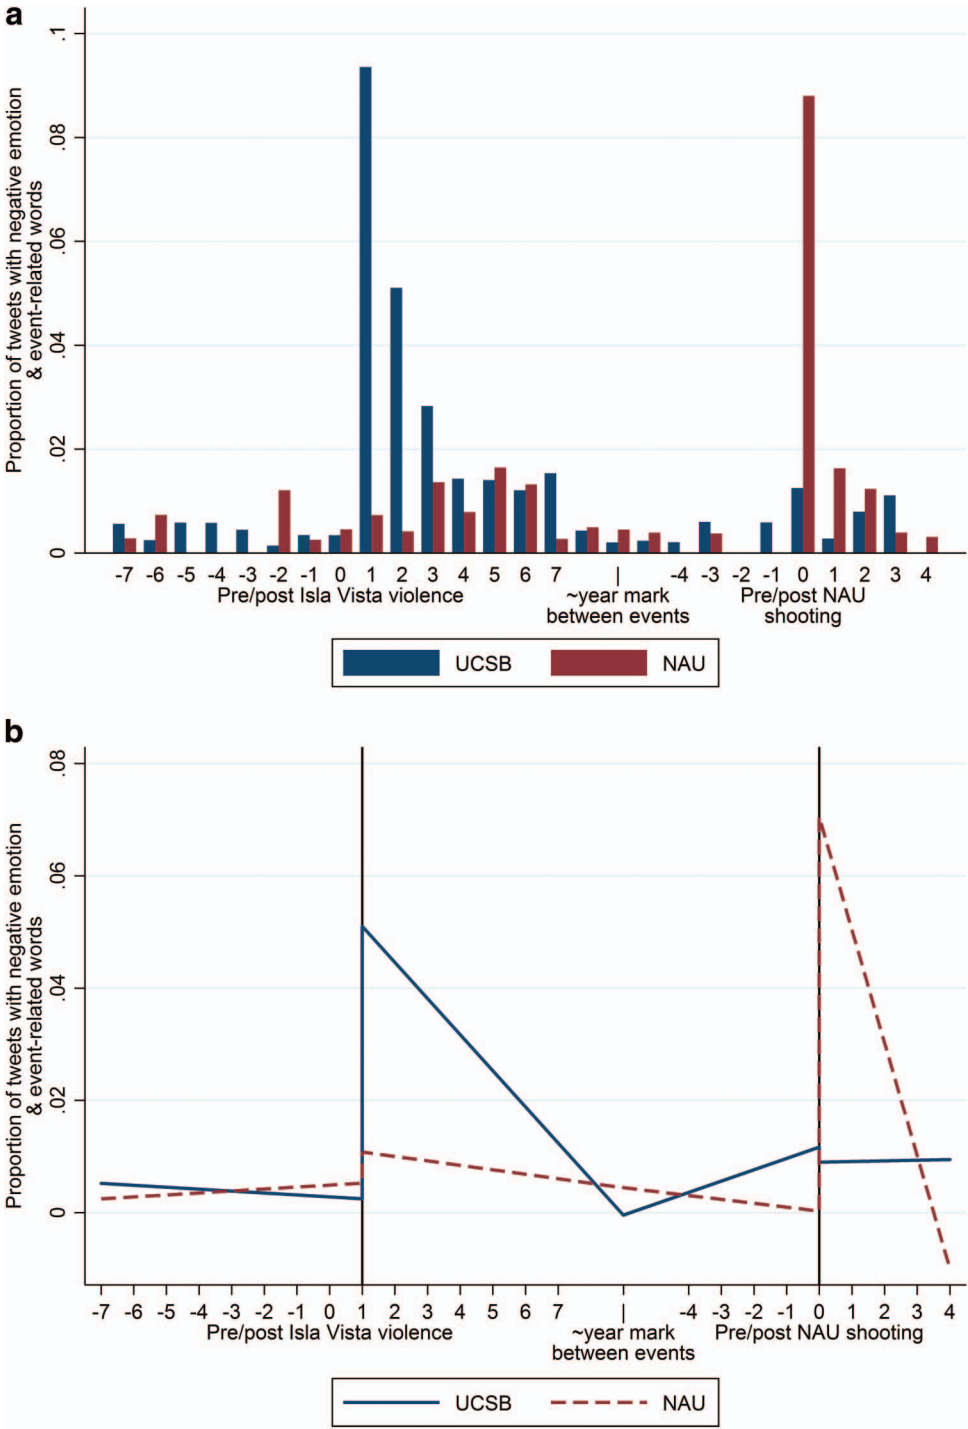 a
Proportion of tweets with negative emotion
& event-related words
.1
.08
.06
.04
.02
0
-7 -6 -5 -4 -3 -2 -1 0 1 2 3 4 5 6 7 | -4 -3 -2 -1 0 1 2 3 4
Pre/post Isla Vista violence ~year mark Pre/post NAU
between events shooting
UCSB NAU
b
Proportion of tweets with negative emotion
& event-related words
.08
.06
.04
.02
0
-7 -6 -5 -4 -3 -2 -1 0 1 2 3 4 5 6 7 | -4 -3 -2 -1 0 1 2 3 4
Pre/post Isla Vista violence ~year mark Pre/post NAU shooting
between events
UCSB NAU